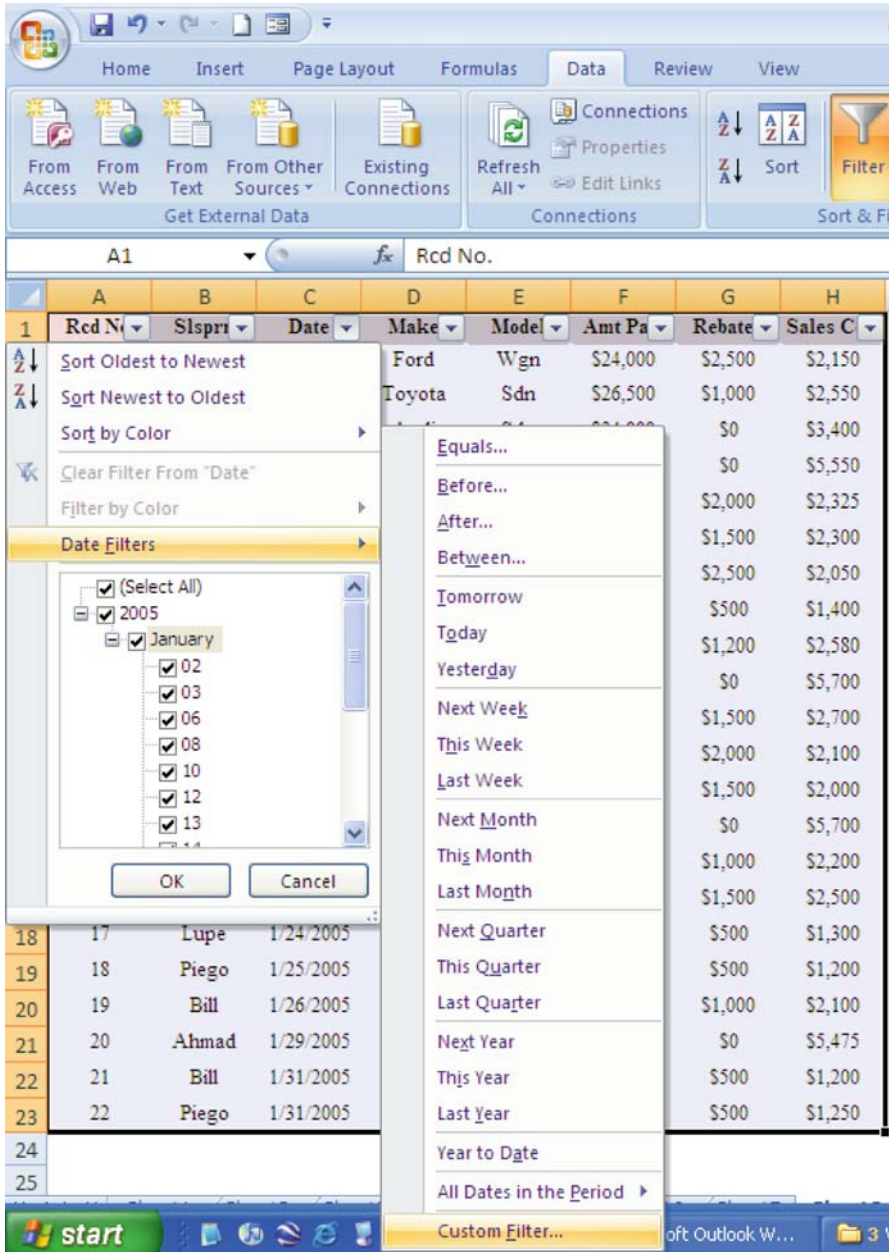 Home Insert Page Layout Formulas Data Review View
From Access From Web From Text From Other Sources Existing Connections Refresh All Connections Properties Edit Links Sort Filter
Get External Data Connections Sort & Fi
A1 fx Rcd No.
A B C D E F G H
1 Rcd N Slspr Date Make Model Amt Pa Rebate Sales C
Sort Oldest to Newest
Sort Newest to Oldest
Sort by Color
Clear Filter From "Date"
Filter by Color
Date Filters
(Select All)
2005
January
02
03
06
08
10
12
13
14
OK Cancel
Equals...
Before...
After...
Between...
Tomorrow
Today
Yesterday
Next Week
This Week
Last Week
Next Month
This Month
Last Month
Next Quarter
This Quarter
Last Quarter
Next Year
This Year
Last Year
Year to Date
All Dates in the Period
Custom Filter...
Ford Wgn $24,000 $2,500 $2,150
Toyota Sdn $26,500 $1,000 $2,550
$0 $3,400
$0 $5,550
$2,000 $2,325
$1,500 $2,300
$2,500 $2,050
$500 $1,400
$1,200 $2,580
$0 $5,700
$1,500 $2,700
$2,000 $2,100
$1,500 $2,000
$0 $5,700
$1,000 $2,200
$1,500 $2,500
18 17 Lupe 1/24/2005 $500 $1,300
19 18 Piego 1/25/2005 $500 $1,200
20 19 Bill 1/26/2005 $1,000 $2,100
21 20 Ahmad 1/29/2005 $0 $5,475
22 21 Bill 1/31/2005 $500 $1,200
23 22 Piego 1/31/2005 $500 $1,250
24
25
start oft Outlook W... 3